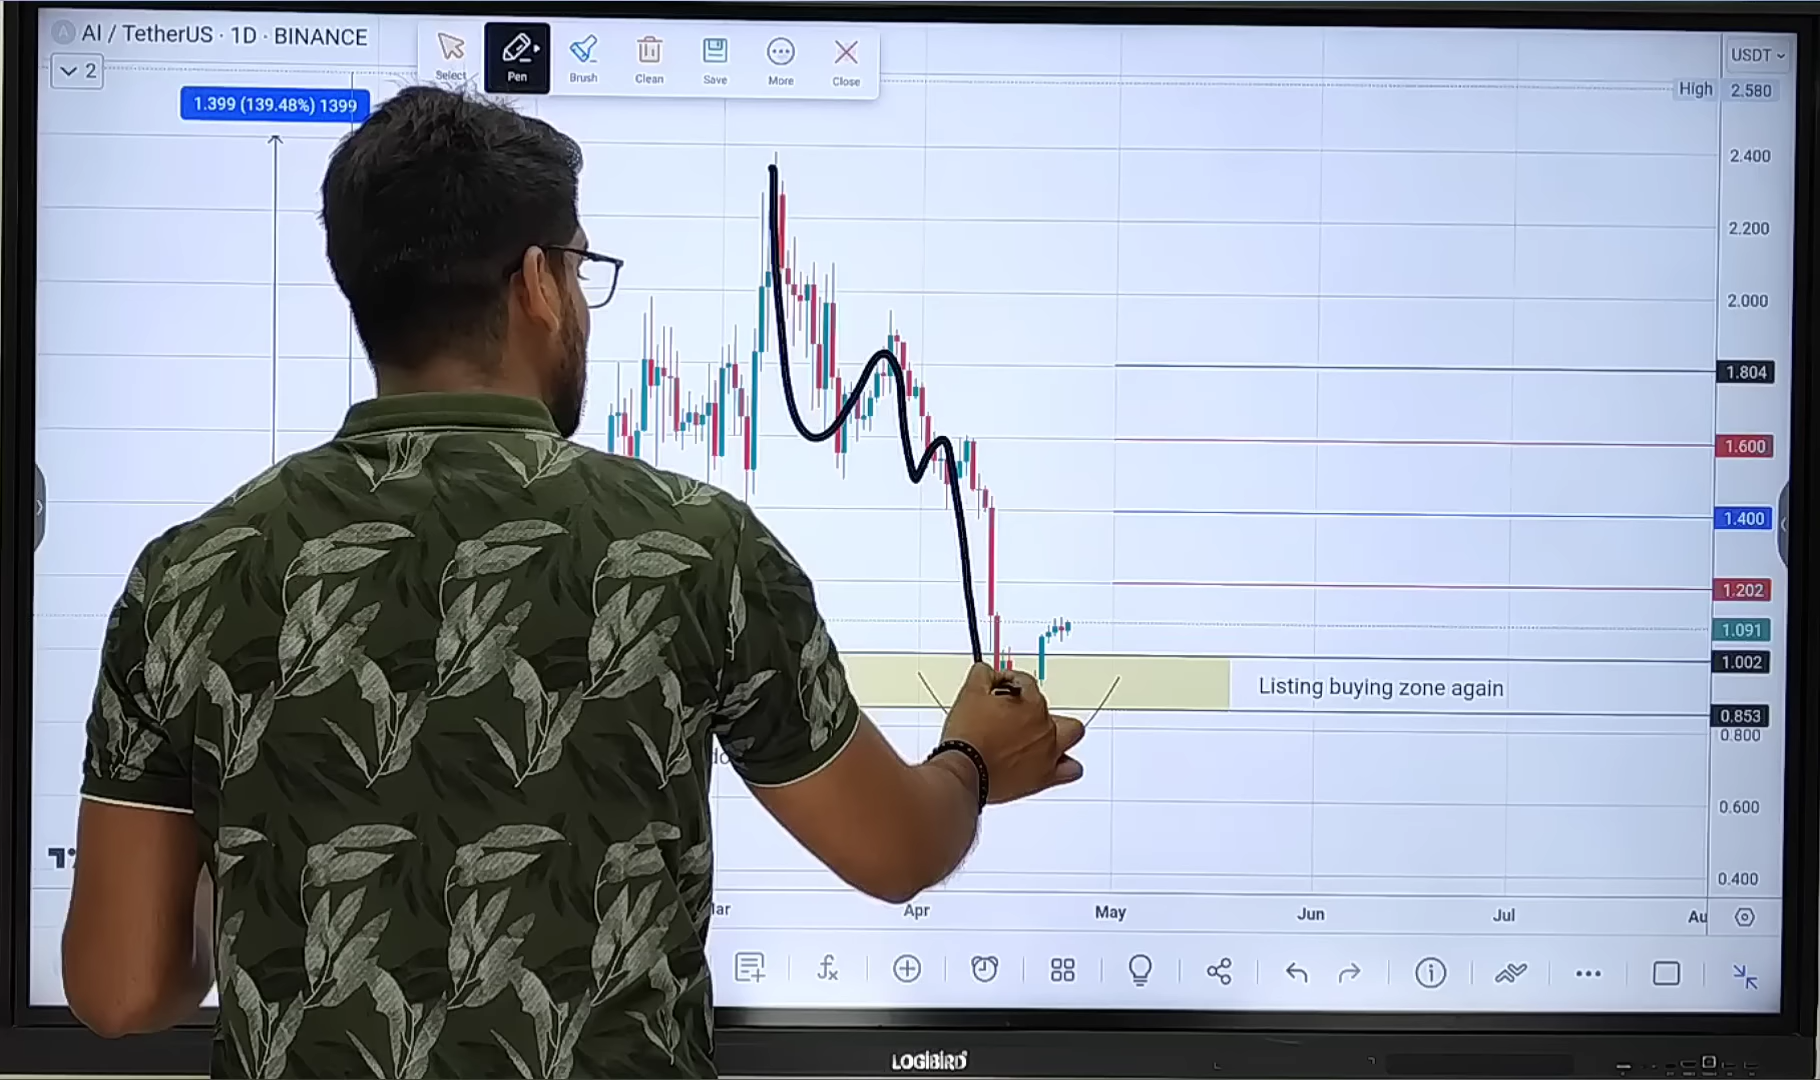 AI / TetherUS · 1D · BINANCE
2
Select
Pen
Brush
Clean
Save
More
Close
USDT
1.399 (139.48%) 1399
High 2.580
2.400
2.200
2.000
1.804
1.600
1.400
1.202
1.091
1.002
Listing buying zone again
0.853
0.800
0.600
0.400
Apr
May
Jun
Jul
LOGIBIRD